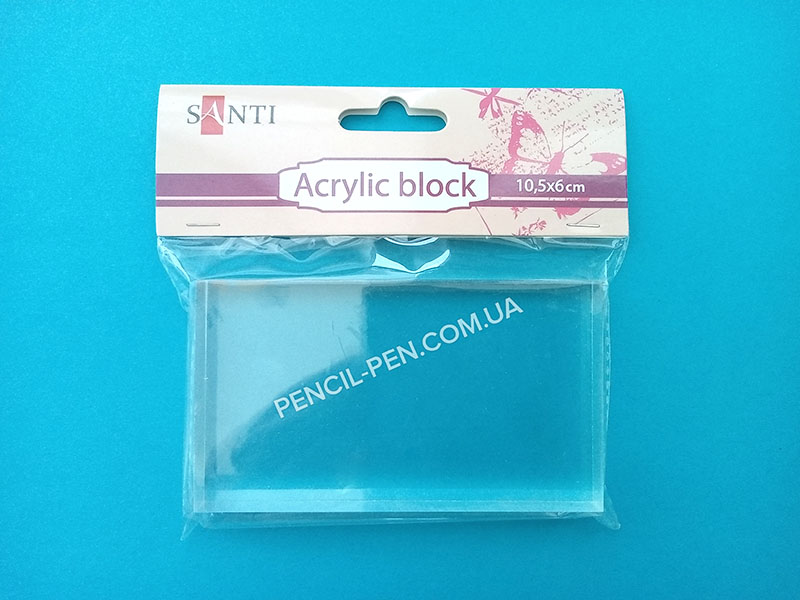 SANTI
Acrylic block
10,5x6cm
PENCIL-PEN.COM.UA